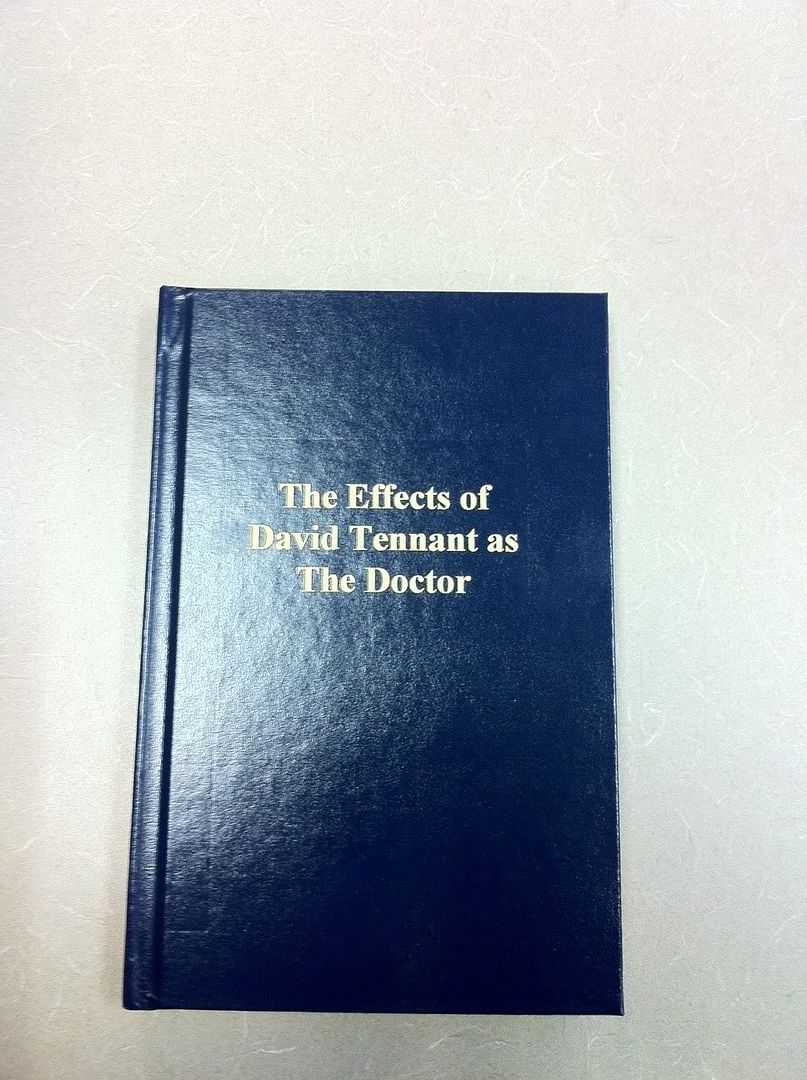 The Effects of
David Tennant as
The Doctor